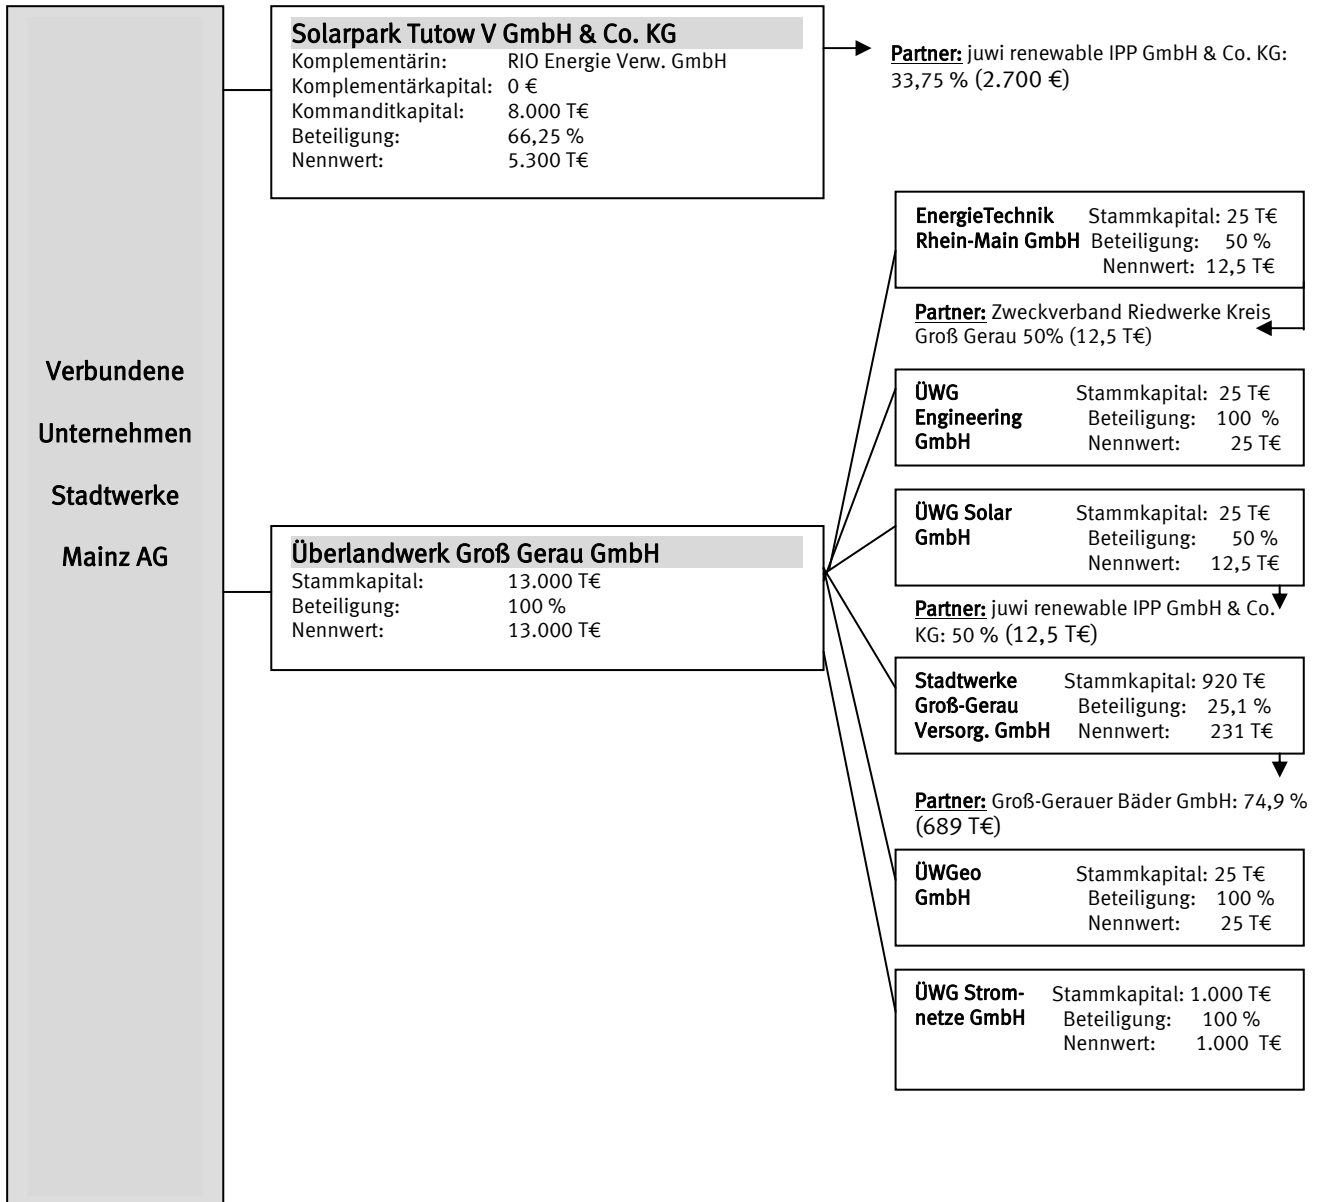 Verbundene
Unternehmen
Stadtwerke
Mainz AG
Solarpark Tutow V GmbH & Co. KG
Komplementärin: RIO Energie Verw. GmbH
Komplementärkapital: 0 €
Kommanditkapital: 8.000 T€
Beteiligung: 66,25 %
Nennwert: 5.300 T€
Partner: juwi renewable IPP GmbH & Co. KG:
33,75 % (2.700 €)
Überlandwerk Groß Gerau GmbH
Stammkapital: 13.000 T€
Beteiligung: 100 %
Nennwert: 13.000 T€
EnergieTechnik Stammkapital: 25 T€
Rhein-Main GmbH Beteiligung: 50 %
Nennwert: 12,5 T€
Partner: Zweckverband Riedwerke Kreis
Groß Gerau 50% (12,5 T€)
ÜWG Stammkapital: 25 T€
Engineering Beteiligung: 100 %
GmbH Nennwert: 25 T€
ÜWG Solar Stammkapital: 25 T€
GmbH Beteiligung: 50 %
Nennwert: 12,5 T€
Partner: juwi renewable IPP GmbH & Co.
KG: 50 % (12,5 T€)
Stadtwerke Stammkapital: 920 T€
Groß-Gerau Beteiligung: 25,1 %
Versorg. GmbH Nennwert: 231 T€
Partner: Groß-Gerauer Bäder GmbH: 74,9 %
(689 T€)
ÜWGeo Stammkapital: 25 T€
GmbH Beteiligung: 100 %
Nennwert: 25 T€
ÜWG Strom- Stammkapital: 1.000 T€
netze GmbH Beteiligung: 100 %
Nennwert: 1.000 T€